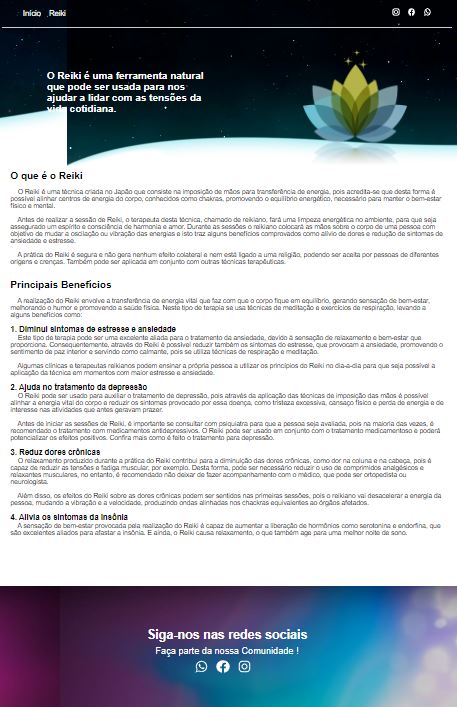 Início Reiki
O Reiki é uma ferramenta natural
que pode ser usada para nos
ajudar a lidar com as tensões da
vida cotidiana.
O que é o Reiki
O Reiki é uma técnica criada no Japão que consiste na imposição de mãos para transferência de energia, pois acredita-se que desta forma é
possível alinhar centros de energia do corpo, conhecidos como chakras, promovendo o equilíbrio energético, necessário para manter o bem-estar
físico e mental.
Antes de realizar a sessão de Reiki, o terapeuta desta técnica, chamado de reikiano, fará uma limpeza energética no ambiente, para que seja
assegurado um espírito e consciência de harmonia e amor. Durante as sessões o reikiano colocará as mãos sobre o corpo de uma pessoa com
objetivo de mudar a oscilação ou vibração das energias e isto traz alguns benefícios comprovados como alívio de dores e redução de sintomas de
ansiedade e estresse.
A prática do Reiki é segura e não gera nenhum efeito colateral e nem está ligado a uma religião, podendo ser aceita por pessoas de diferentes
origens e crenças. Também pode ser aplicada em conjunto com outras técnicas terapêuticas.
Principais Benefícios
A realização do Reiki envolve a transferência de energia vital que faz com que o corpo fique em equilíbrio, gerando sensação de bem-estar,
melhorando o humor e promovendo a saúde física. Neste tipo de terapia se usa técnicas de meditação e exercícios de respiração, levando a
alguns benefícios como:
1. Diminui sintomas de estresse e ansiedade
Este tipo de terapia pode ser uma excelente aliada para o tratamento da ansiedade, devido à sensação de relaxamento e bem-estar que
proporciona. Consequentemente, através do Reiki é possível reduzir também os sintomas do estresse, que provocam a ansiedade, promovendo o
sentimento de paz interior e servindo como calmante, pois se utiliza técnicas de respiração e meditação.
Algumas clínicas e terapeutas reikianos podem ensinar a própria pessoa a utilizar os princípios do Reiki no dia-a-dia para que seja possível a
aplicação da técnica em momentos com maior estresse e ansiedade.
2. Ajuda no tratamento da depressão
O Reiki pode ser usado para auxiliar o tratamento de depressão, pois através da aplicação das técnicas de imposição das mãos é possível
alinhar a energia vital do corpo e reduzir os sintomas provocado por essa doença, como tristeza excessiva, cansaço físico e perda de energia e de
interesse nas atividades que antes geravam prazer.
Antes de iniciar as sessões de Reiki, é importante se consultar com psiquiatra para que a pessoa seja avaliada, pois na maioria das vezes, é
recomendado o tratamento com medicamentos antidepressivos. O Reiki pode ser usado em conjunto com o tratamento medicamentoso e poderá
potencializar os efeitos positivos. Confira mais como é feito o tratamento para depressão.
3. Reduz dores crônicas
O relaxamento produzido durante a prática do Reiki contribui para a diminuição das dores crônicas, como dor na coluna e na cabeça, pois é
capaz de reduzir as tensões e fadiga muscular, por exemplo. Desta forma, pode ser necessário reduzir o uso de comprimidos analgésicos e
relaxantes musculares, no entanto, é recomendado não deixar de fazer acompanhamento com o médico, que pode ser ortopedista ou
neurologista.
Além disso, os efeitos do Reiki sobre as dores crônicas podem ser sentidos nas primeiras sessões, pois o reikiano vai desacelerar a energia da
pessoa, mudando a vibração e a velocidade, produzindo ondas alinhadas nos chackras equivalentes ao órgãos afetados.
4. Alivia os sintomas da insônia
A sensação de bem-estar provocada pela realização do Reiki é capaz de aumentar a liberação de hormônios como serotonina e endorfina, que
são excelentes aliados para afastar a insônia. E ainda, o Reiki causa relaxamento, o que também age para uma melhor noite de sono.
Siga-nos nas redes sociais
Faça parte da nossa Comunidade !